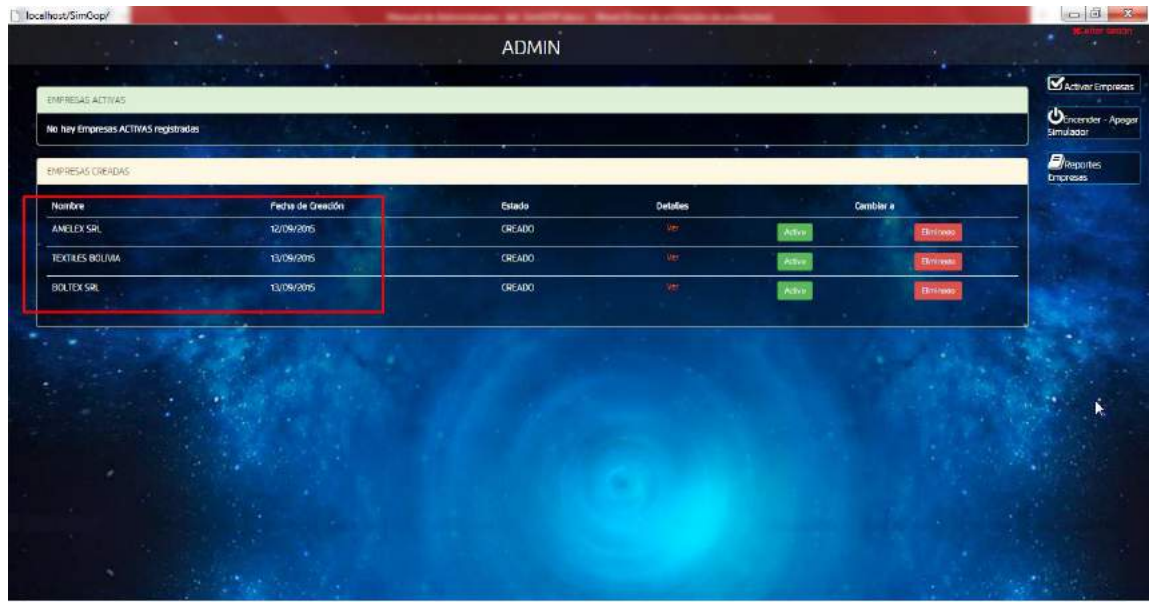 localhost/SimGop/
ADMIN
Activar Empresas
Encender - Apagar
Simulador
Reportes
Empresas
EMPRESAS ACTIVAS
No hay Empresas ACTIVAS registradas
EMPRESAS CREADAS
Nombre Fecha de Creación Estado Detalles Cambiar a
AMELEX SRL 12/09/2015 CREADO Ver Activo Eliminado
TEXTILES BOLIVIA 13/09/2015 CREADO Ver Activo Eliminado
BOLTEX SRL 13/09/2015 CREADO Ver Activo Eliminado